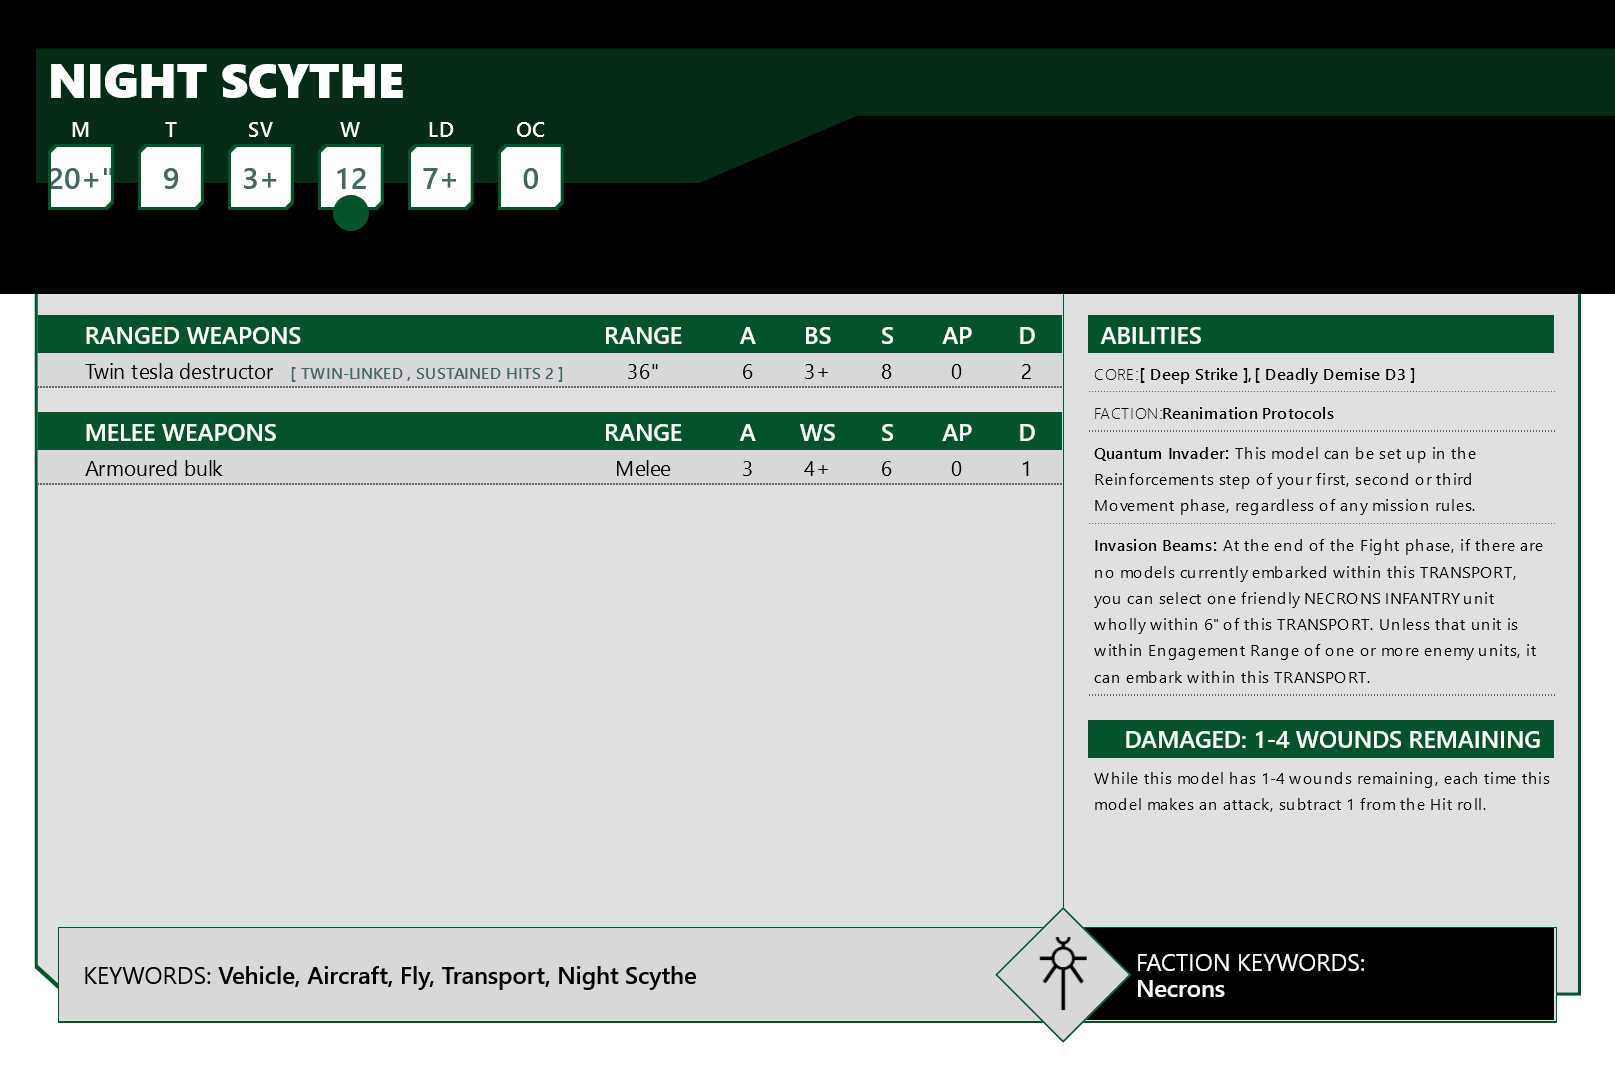 NIGHT SCYTHE
M T SV W LD OC
20+" 9 3+ 12 7+ 0
RANGED WEAPONS RANGE A BS S AP D
Twin tesla destructor [ TWIN-LINKED , SUSTAINED HITS 2 ] 36" 6 3+ 8 0 2
MELEE WEAPONS RANGE A WS S AP D
Armoured bulk Melee 3 4+ 6 0 1
ABILITIES
CORE:[ Deep Strike ], [ Deadly Demise D3 ]
FACTION:Reanimation Protocols
Quantum Invader: This model can be set up in the
Reinforcements step of your first, second or third
Movement phase, regardless of any mission rules.
Invasion Beams: At the end of the Fight phase, if there are
no models currently embarked within this TRANSPORT,
you can select one friendly NECRONS INFANTRY unit
wholly within 6" of this TRANSPORT. Unless that unit is
within Engagement Range of one or more enemy units, it
can embark within this TRANSPORT.
DAMAGED: 1-4 WOUNDS REMAINING
While this model has 1-4 wounds remaining, each time this
model makes an attack, subtract 1 from the Hit roll.
KEYWORDS: Vehicle, Aircraft, Fly, Transport, Night Scythe
FACTION KEYWORDS:
Necrons